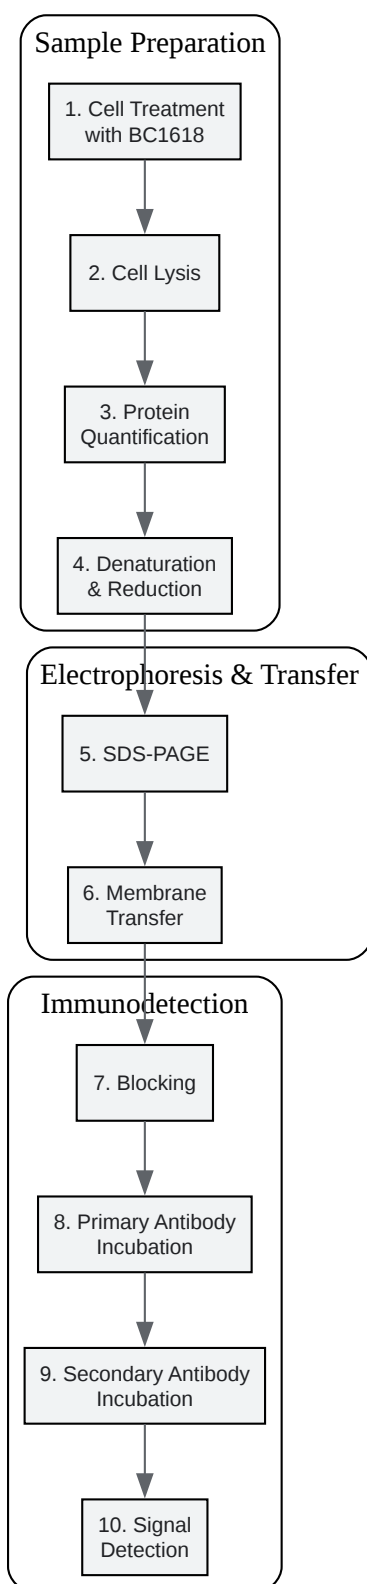 Sample Preparation
1. Cell Treatment
with BC1618
2. Cell Lysis
3. Protein
Quantification
4. Denaturation
& Reduction
Electrophoresis & Transfer
5. SDS-PAGE
6. Membrane
Transfer
Immunodetection
7. Blocking
8. Primary Antibody
Incubation
9. Secondary Antibody
Incubation
10. Signal
Detection